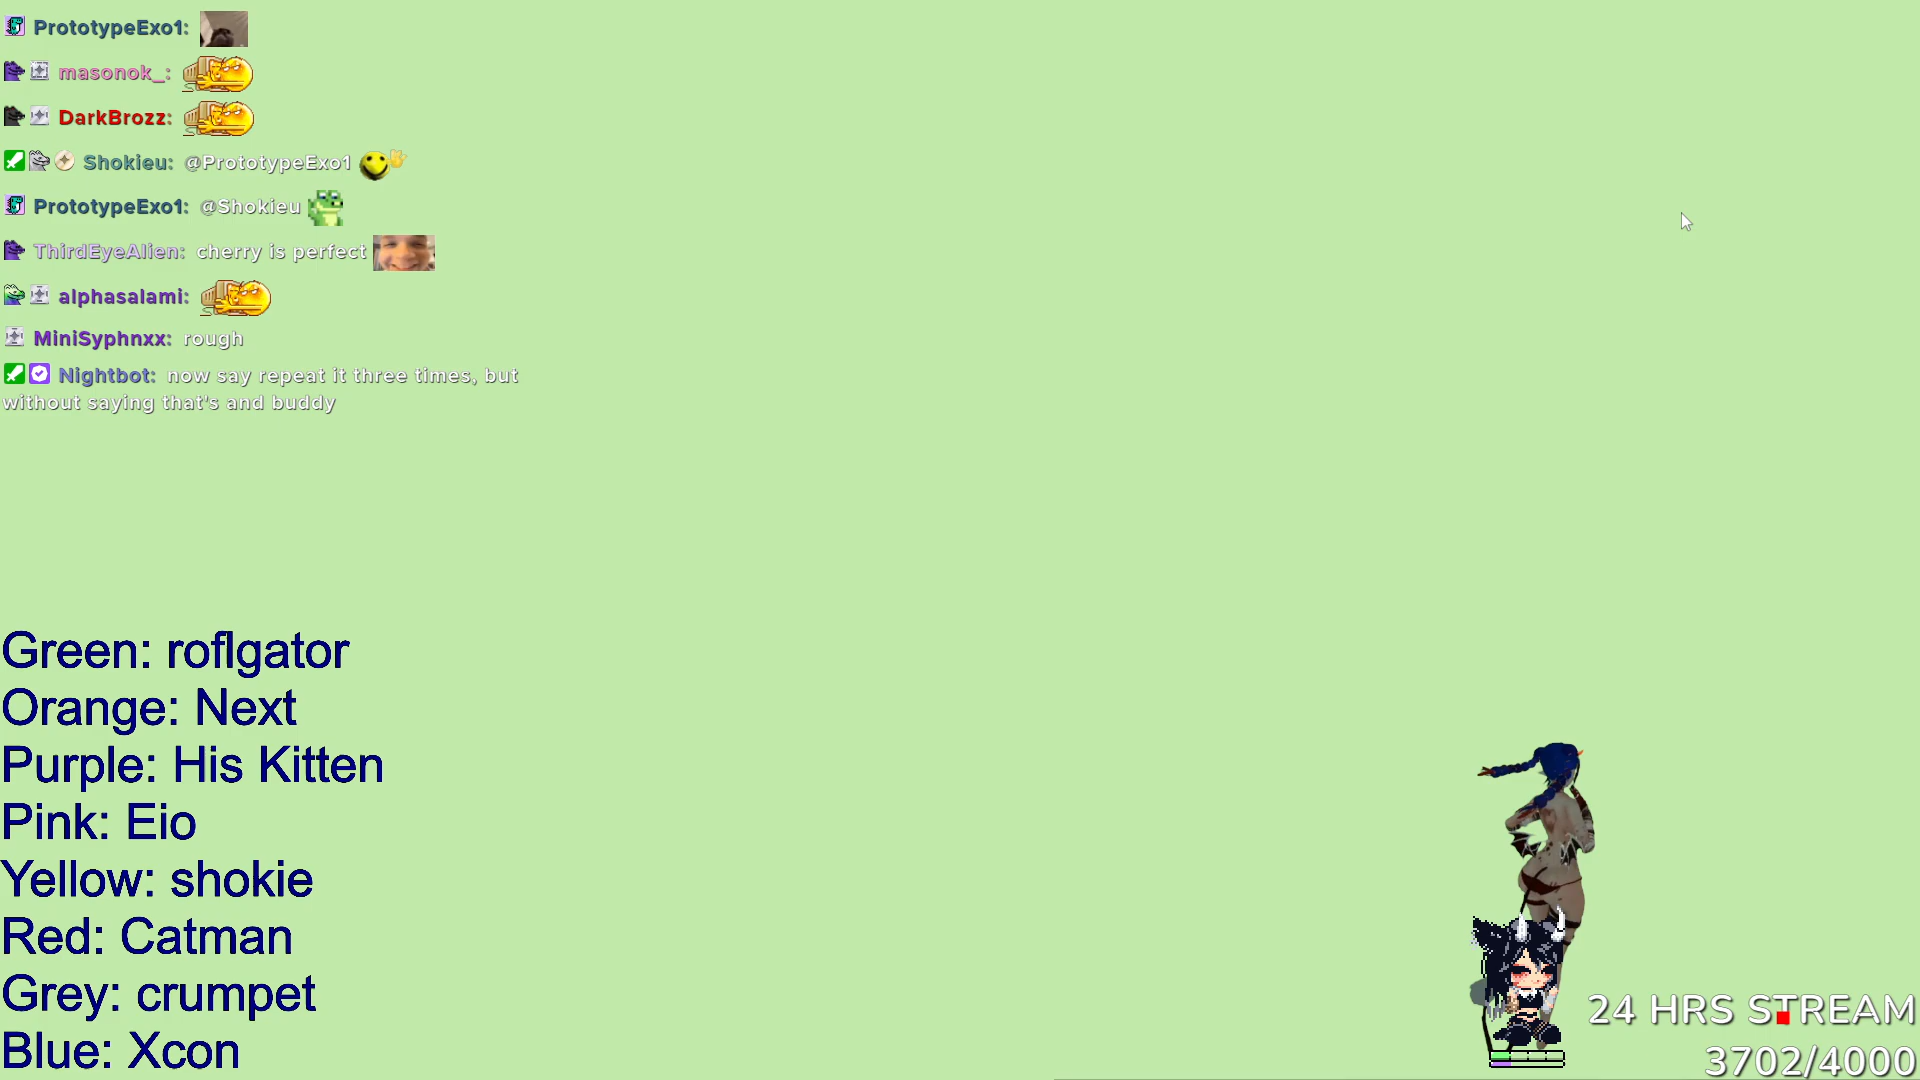 PrototypeExo1:
masonok_:
DarkBrozz:
Shokieu: @PrototypeExo1
PrototypeExo1: @Shokieu
ThirdEyeAlien: cherry is perfect
alphasalami:
MiniSyphnxx: rough
Nightbot: now say repeat it three times, but
without saying that's and buddy
Green: roflgator
Orange: Next
Purple: His Kitten
Pink: Eio
Yellow: shokie
Red: Catman
Grey: crumpet
Blue: Xcon
24 HRS STREAM
3702/4000